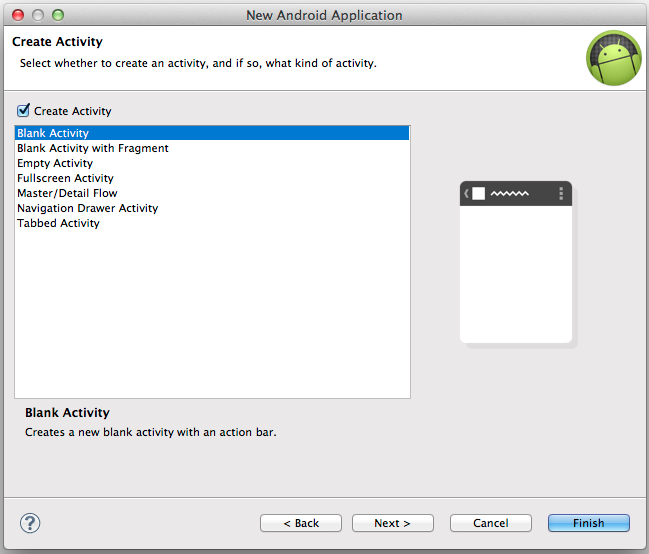 New Android Application
Create Activity
Select whether to create an activity, and if so, what kind of activity.
Create Activity
Blank Activity
Blank Activity with Fragment
Empty Activity
Fullscreen Activity
Master/Detail Flow
Navigation Drawer Activity
Tabbed Activity
Blank Activity
Creates a new blank activity with an action bar.
? < Back Next > Cancel Finish